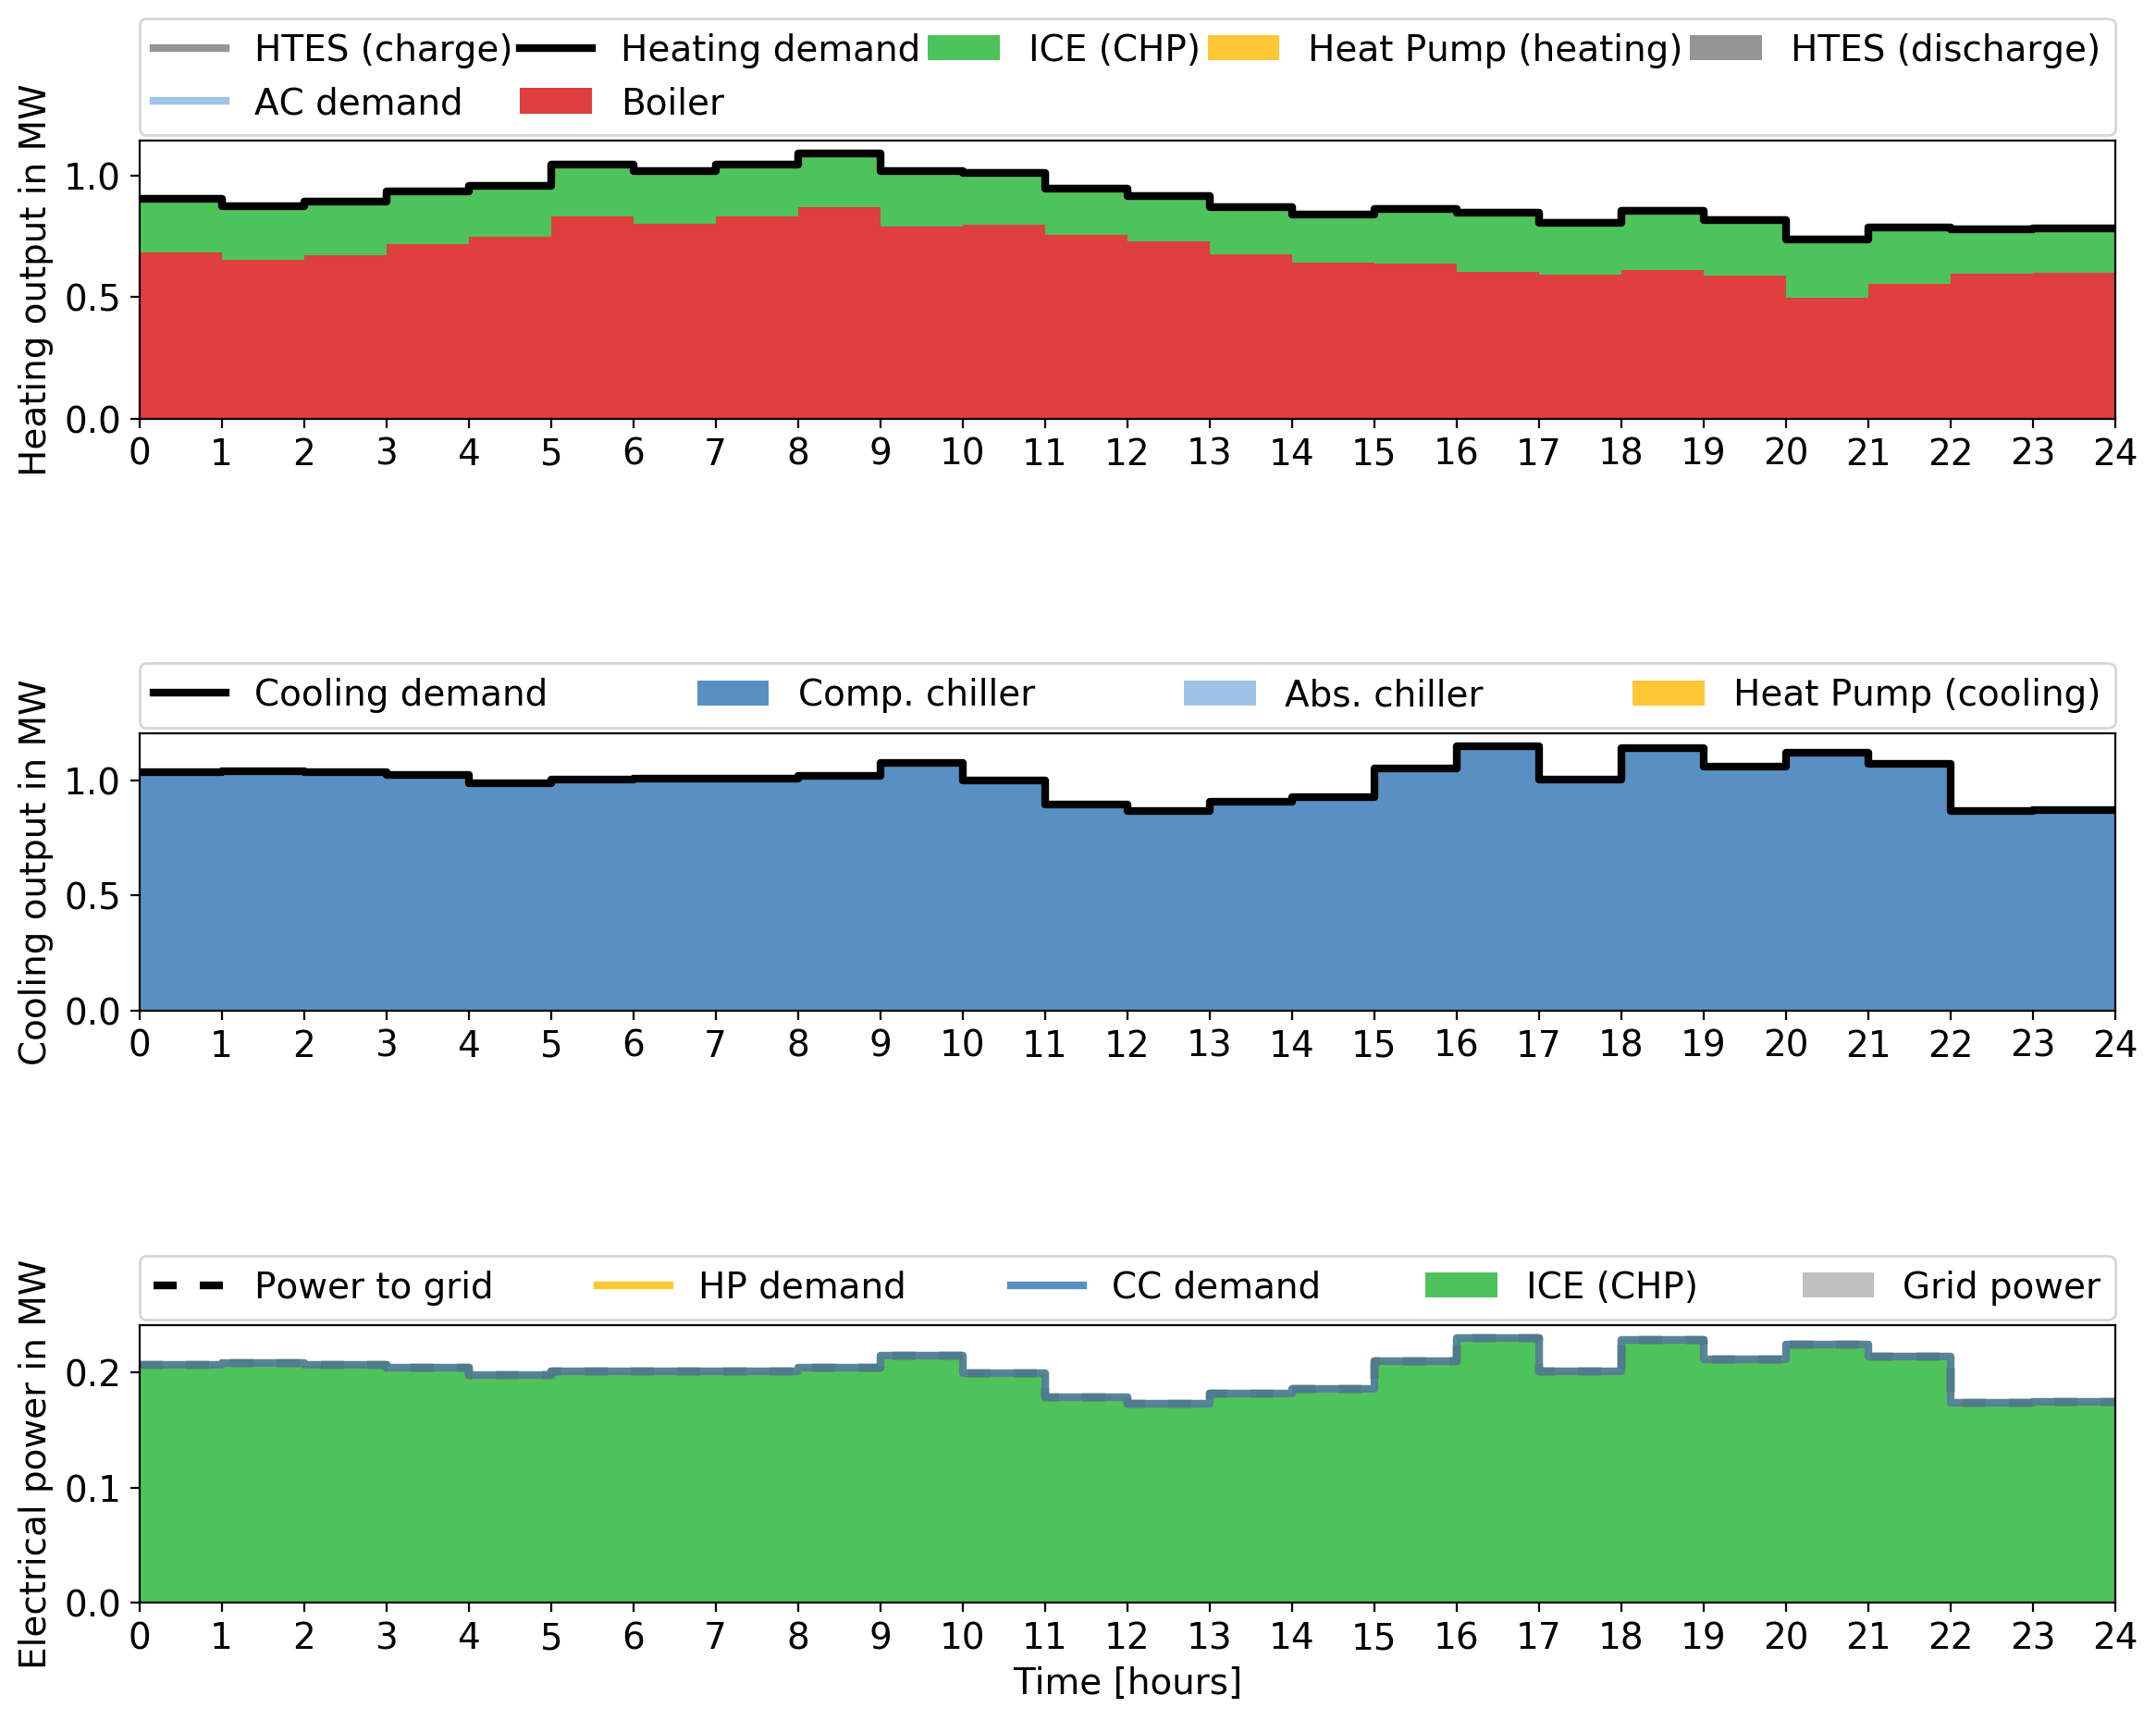 HTES (charge) Heating demand ICE (CHP) Heat Pump (heating) HTES (discharge)
AC demand Boiler
Heating output in MW
1.0
0.5
0.0
0 1 2 3 4 5 6 7 8 9 10 11 12 13 14 15 16 17 18 19 20 21 22 23 24
Cooling demand Comp. chiller Abs. chiller Heat Pump (cooling)
Cooling output in MW
1.0
0.5
0.0
0 1 2 3 4 5 6 7 8 9 10 11 12 13 14 15 16 17 18 19 20 21 22 23 24
Power to grid HP demand CC demand ICE (CHP) Grid power
Electrical power in MW
0.2
0.1
0.0
0 1 2 3 4 5 6 7 8 9 10 11 12 13 14 15 16 17 18 19 20 21 22 23 24
Time [hours]